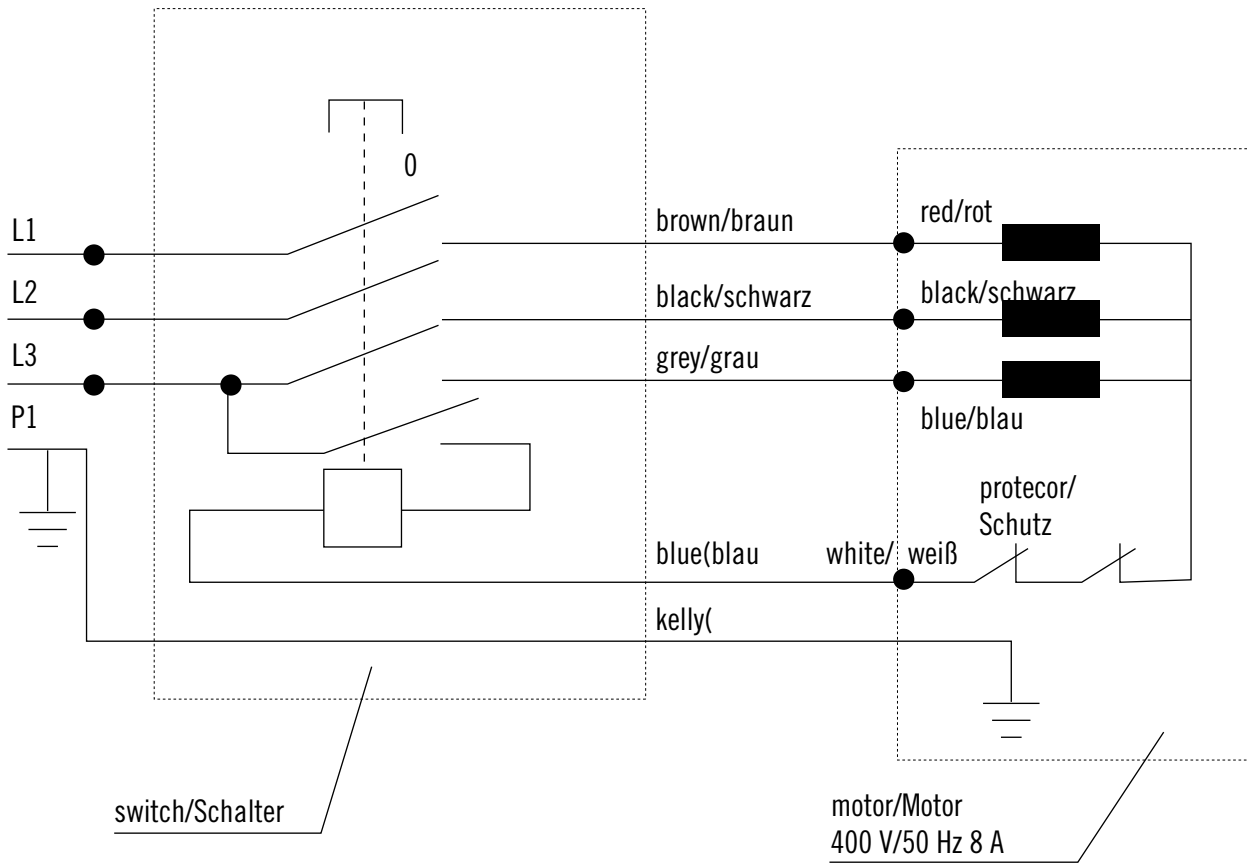 0
L1
brown/braun
red/rot
L2
black/schwarz
black/schwarz
L3
grey/grau
P1
blue/blau
protecor/
Schutz
blue(blau
white/ weiß
kelly(
switch/Schalter
motor/Motor
400 V/50 Hz 8 A